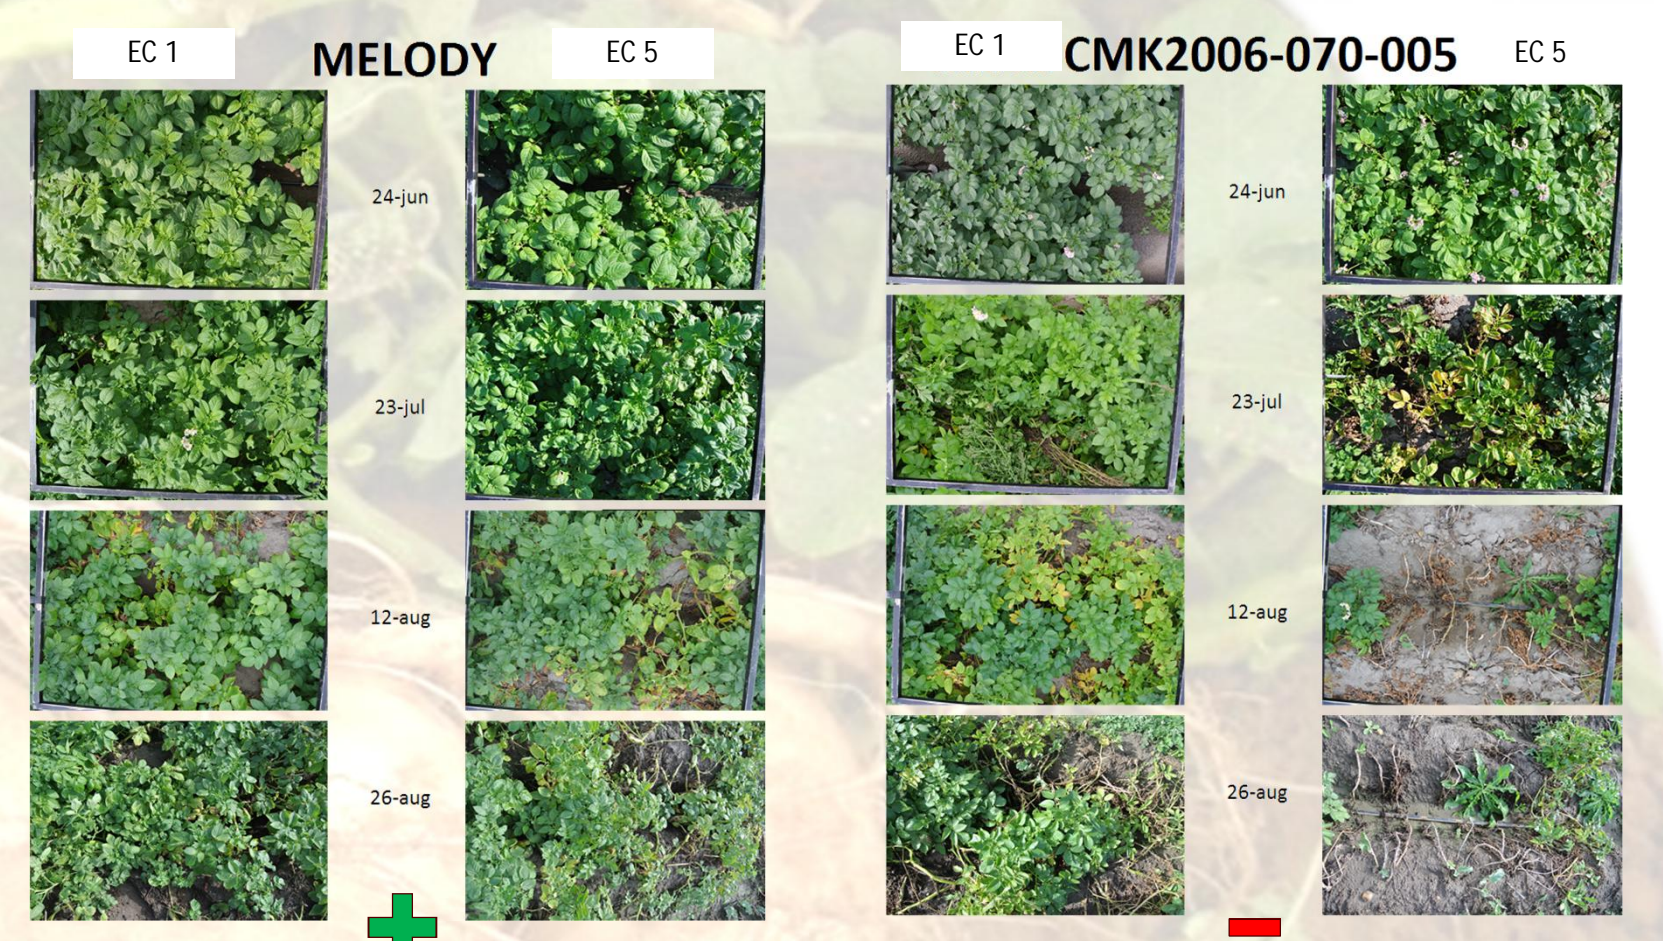 EC 1
MELODY
EC 5
24-jun
23-jul
12-aug
26-aug
EC 1
CMK2006-070-005
EC 5
24-jun
23-jul
12-aug
26-aug